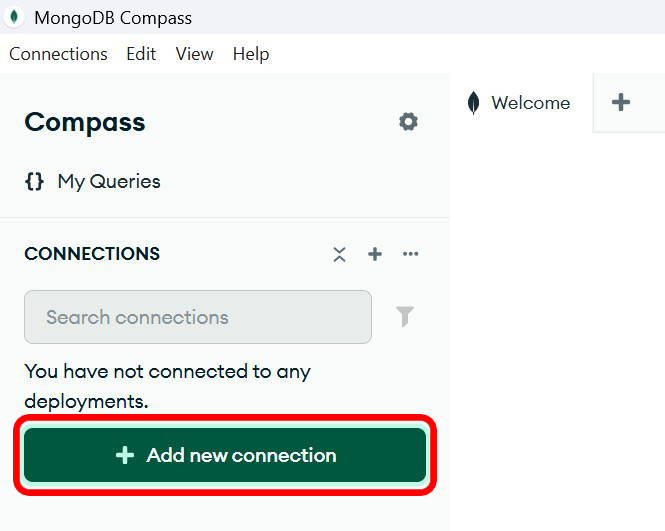 MongoDB Compass
Connections Edit View Help
Compass
Welcome
{} My Queries
CONNECTIONS
Search connections
You have not connected to any
deployments.
+ Add new connection